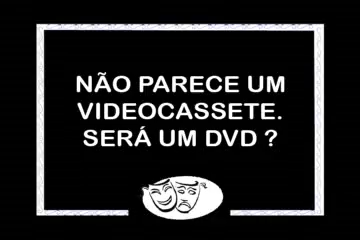 NÃO PARECE UM
VIDEOCASSETE.
SERÁ UM DVD ?